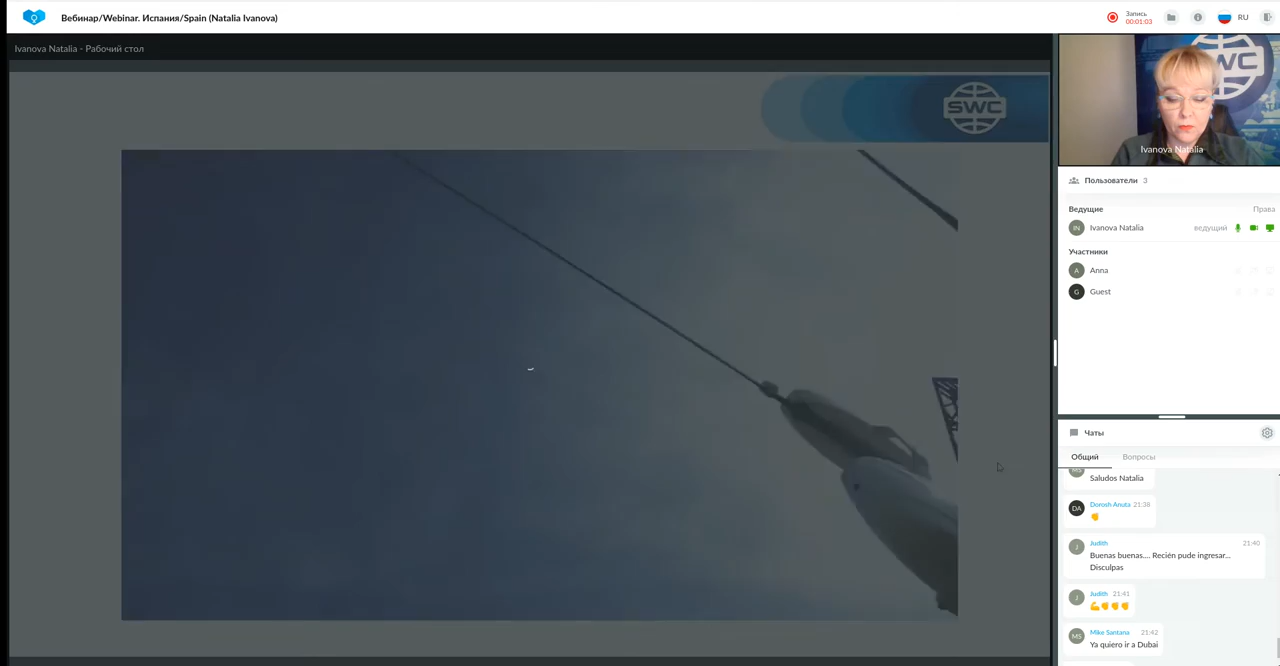 Вебинар/Webinar. Испания/Spain (Natalia Ivanova)
Запись
00:01:03
RU
Ivanova Natalia - Рабочий стол
SWC
SWC
Ivanova Natalia
Пользователи 3
Ведущие Права
IN Ivanova Natalia ведущий
Участники
A Anna
G Guest
Чаты
Общий Вопросы
MS
Saludos Natalia
DA Dorosh Anuta 21:38
J Judith 21:40
Buenas buenas.... Recién pude ingresar...
Disculpas
J Judith 21:41
MS Mike Santana 21:42
Ya quiero ir a Dubai